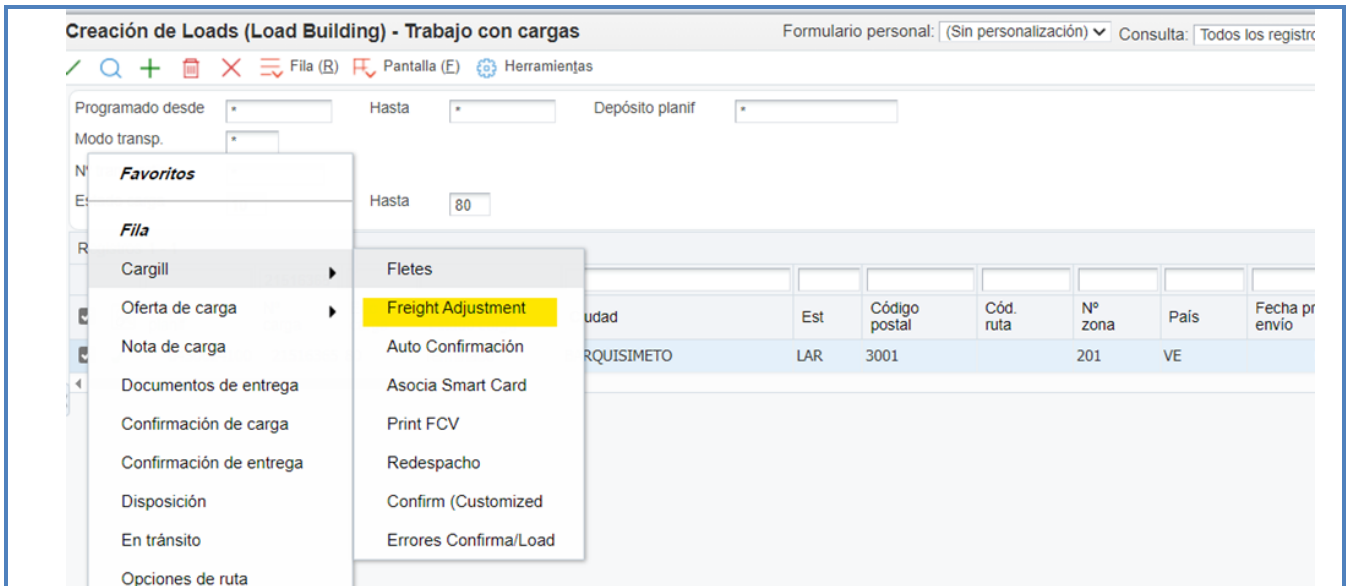 Creación de Loads (Load Building) - Trabajo con cargas
Formulario personal: (Sin personalización) Consulta: Todos los registro
Fila (R) Pantalla (F) Herramientas
Programado desde * Hasta * Depósito planif *
Modo transp. *
Nº
Favoritos
Es
Hasta 80
Fila
R
Cargill
Fletes
Oferta de carga
Freight Adjustment
udad Est Código postal Cód. ruta Nº zona País Fecha pr envío
Nota de carga
Auto Confirmación
RQUISIMETO LAR 3001 201 VE
Documentos de entrega
Asocia Smart Card
Confirmación de carga
Print FCV
Confirmación de entrega
Redespacho
Disposición
Confirm (Customized
En tránsito
Errores Confirma/Load
Opciones de ruta